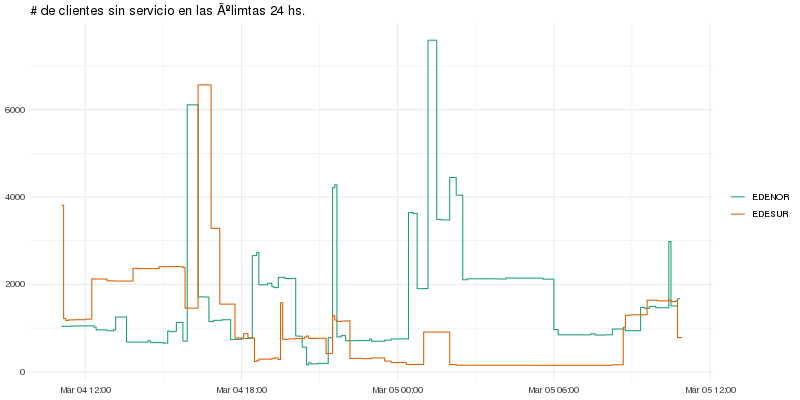 # de clientes sin servicio en las Ãºlimtas 24 hs.
6000
4000
2000
0
Mar 04 12:00
Mar 04 18:00
Mar 05 00:00
Mar 05 06:00
Mar 05 12:00
EDENOR
EDESUR